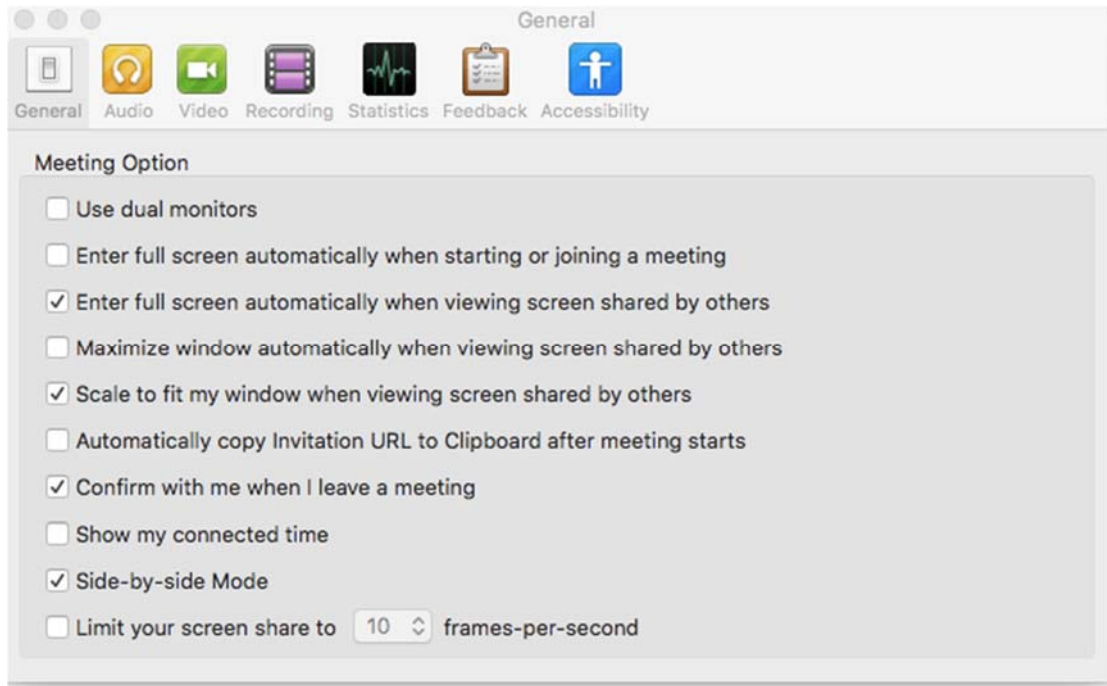 General
General Audio Video Recording Statistics Feedback Accessibility
Meeting Option
Use dual monitors
Enter full screen automatically when starting or joining a meeting
Enter full screen automatically when viewing screen shared by others
Maximize window automatically when viewing screen shared by others
Scale to fit my window when viewing screen shared by others
Automatically copy Invitation URL to Clipboard after meeting starts
Confirm with me when I leave a meeting
Show my connected time
Side-by-side Mode
Limit your screen share to 10 frames-per-second